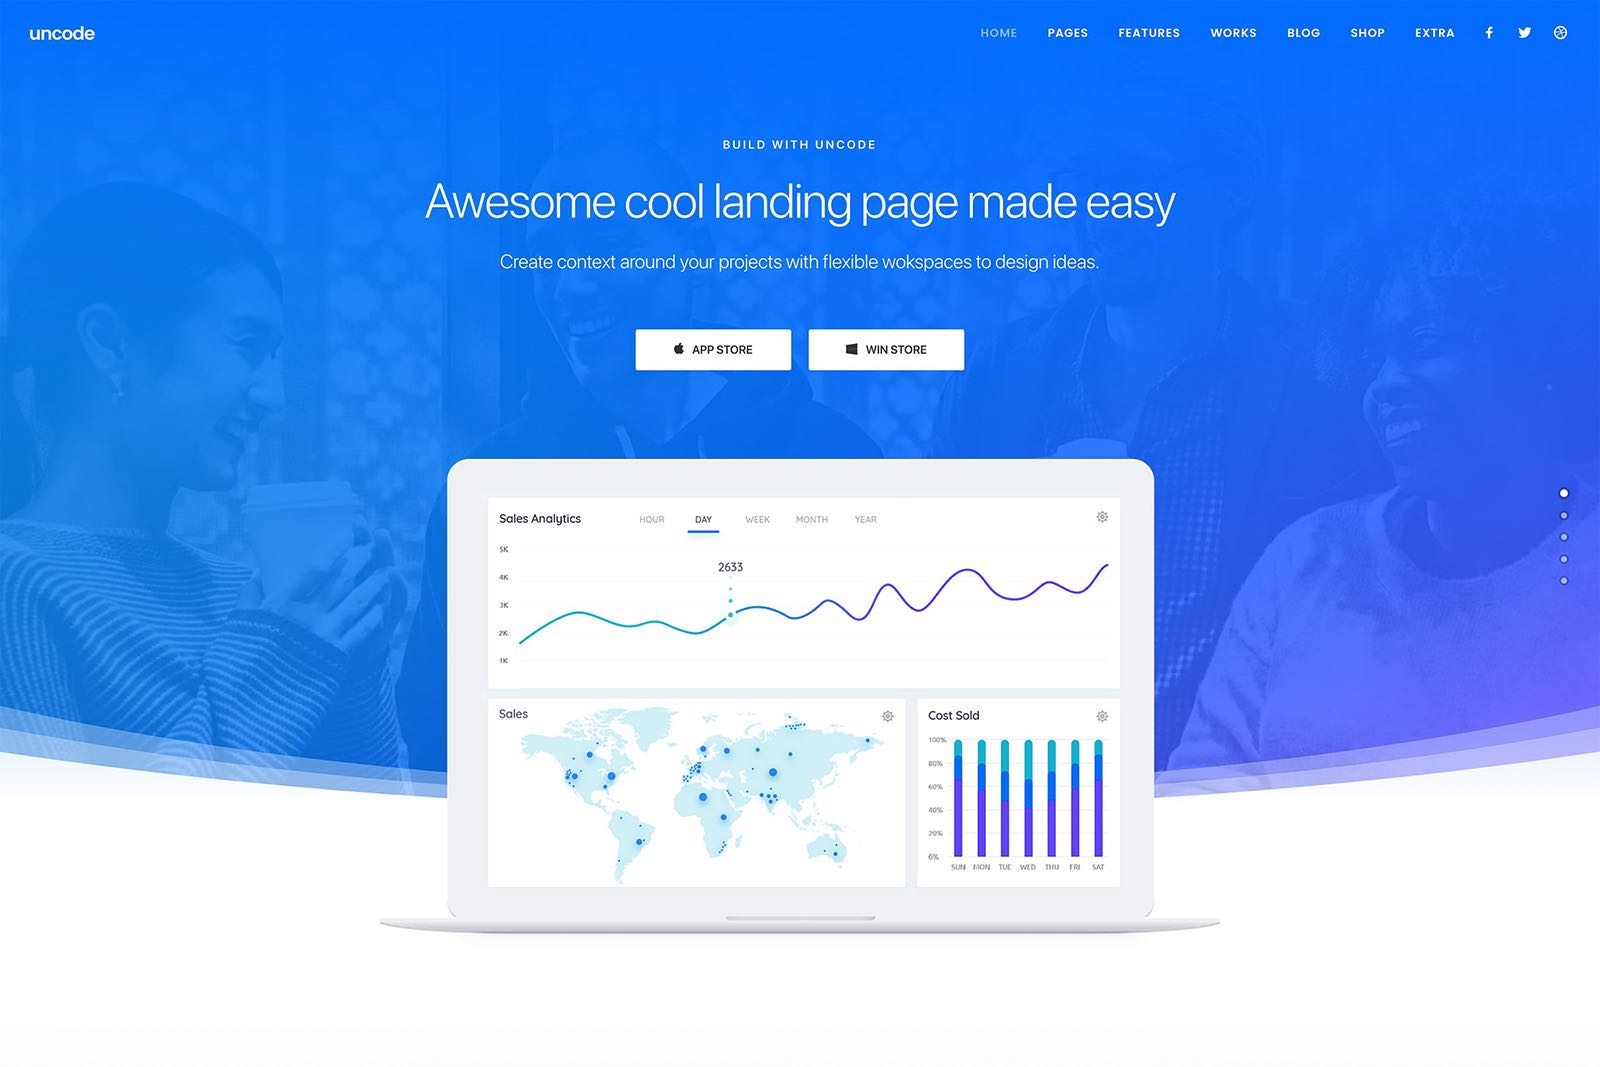 uncode
HOME PAGES FEATURES WORKS BLOG SHOP EXTRA
BUILD WITH UNCODE
Awesome cool landing page made easy
Create context around your projects with flexible wokspaces to design ideas.
APP STORE
WIN STORE
Sales Analytics
HOUR DAY WEEK MONTH YEAR
5K
4K
3K
2K
1K
2633
Sales
Cost Sold
100%
80%
60%
40%
20%
0%
SUN MON TUE WED THU FRI SAT